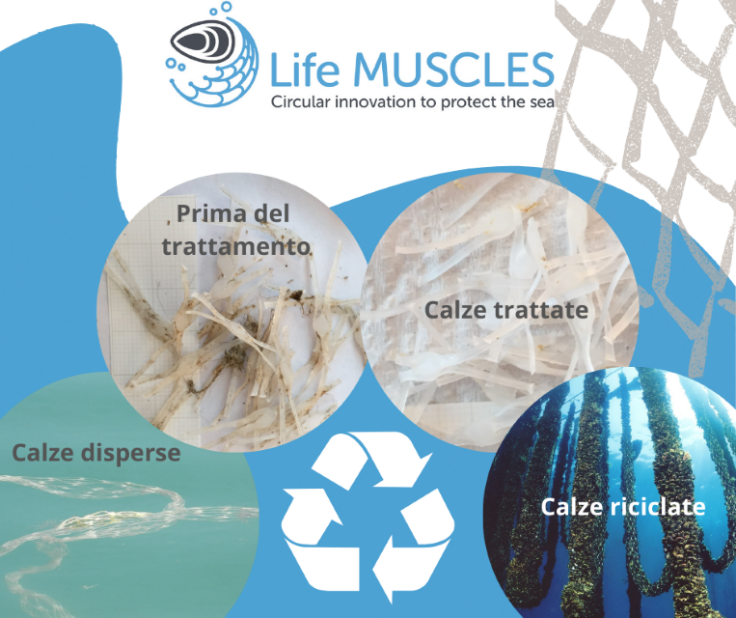 Life MUSCLES
Circular innovation to protect the sea
Prima del
trattamento
Calze trattate
Calze disperse
Calze riciclate